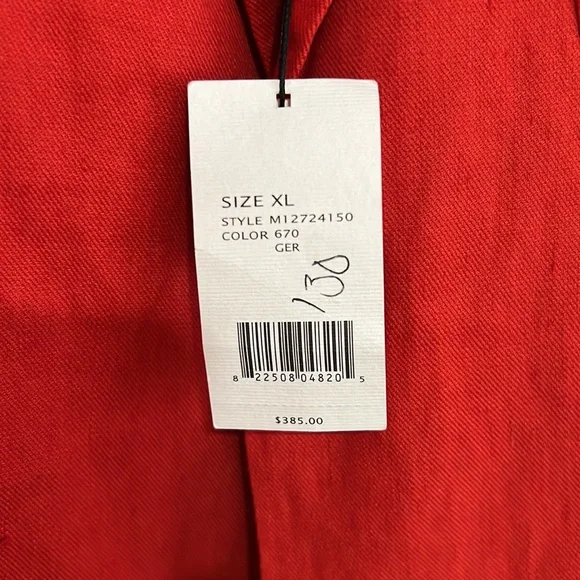 SIZE XL
STYLE M12724150
COLOR 670
GER
130
8 22508 04820 5
$385.00